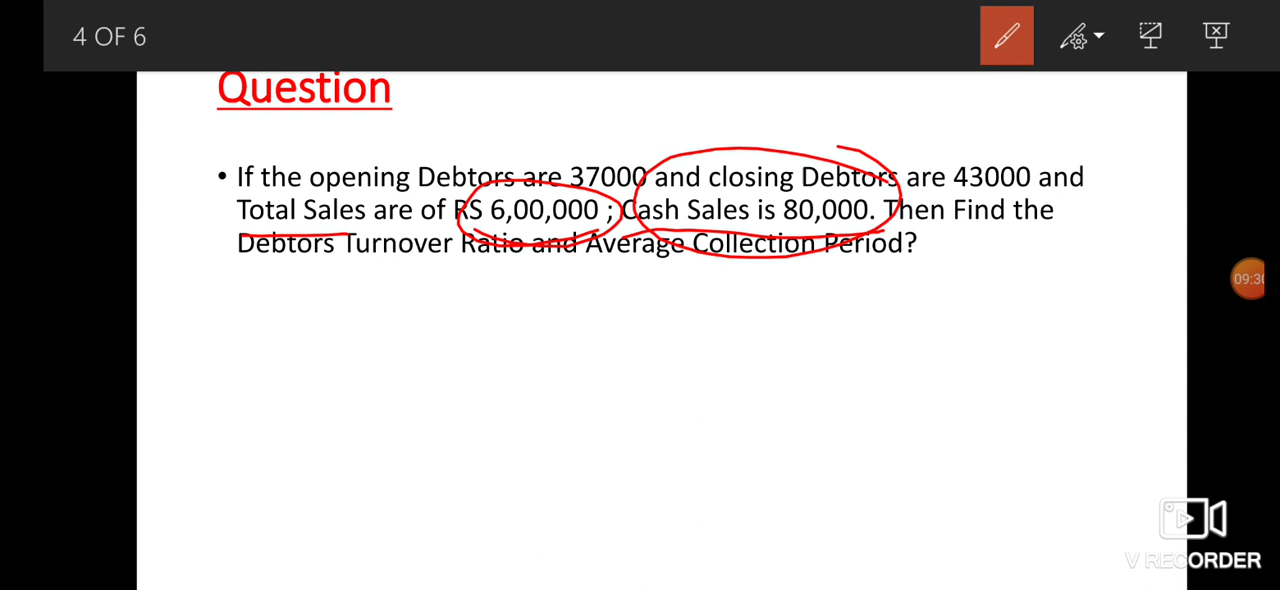 4 OF 6
Question
• If the opening Debtors are 37000 and closing Debtors are 43000 and
Total Sales are of RS 6,00,000 ; Cash Sales is 80,000. Then Find the
Debtors Turnover Ratio and Average Collection Period?
09:30
V RECORDER